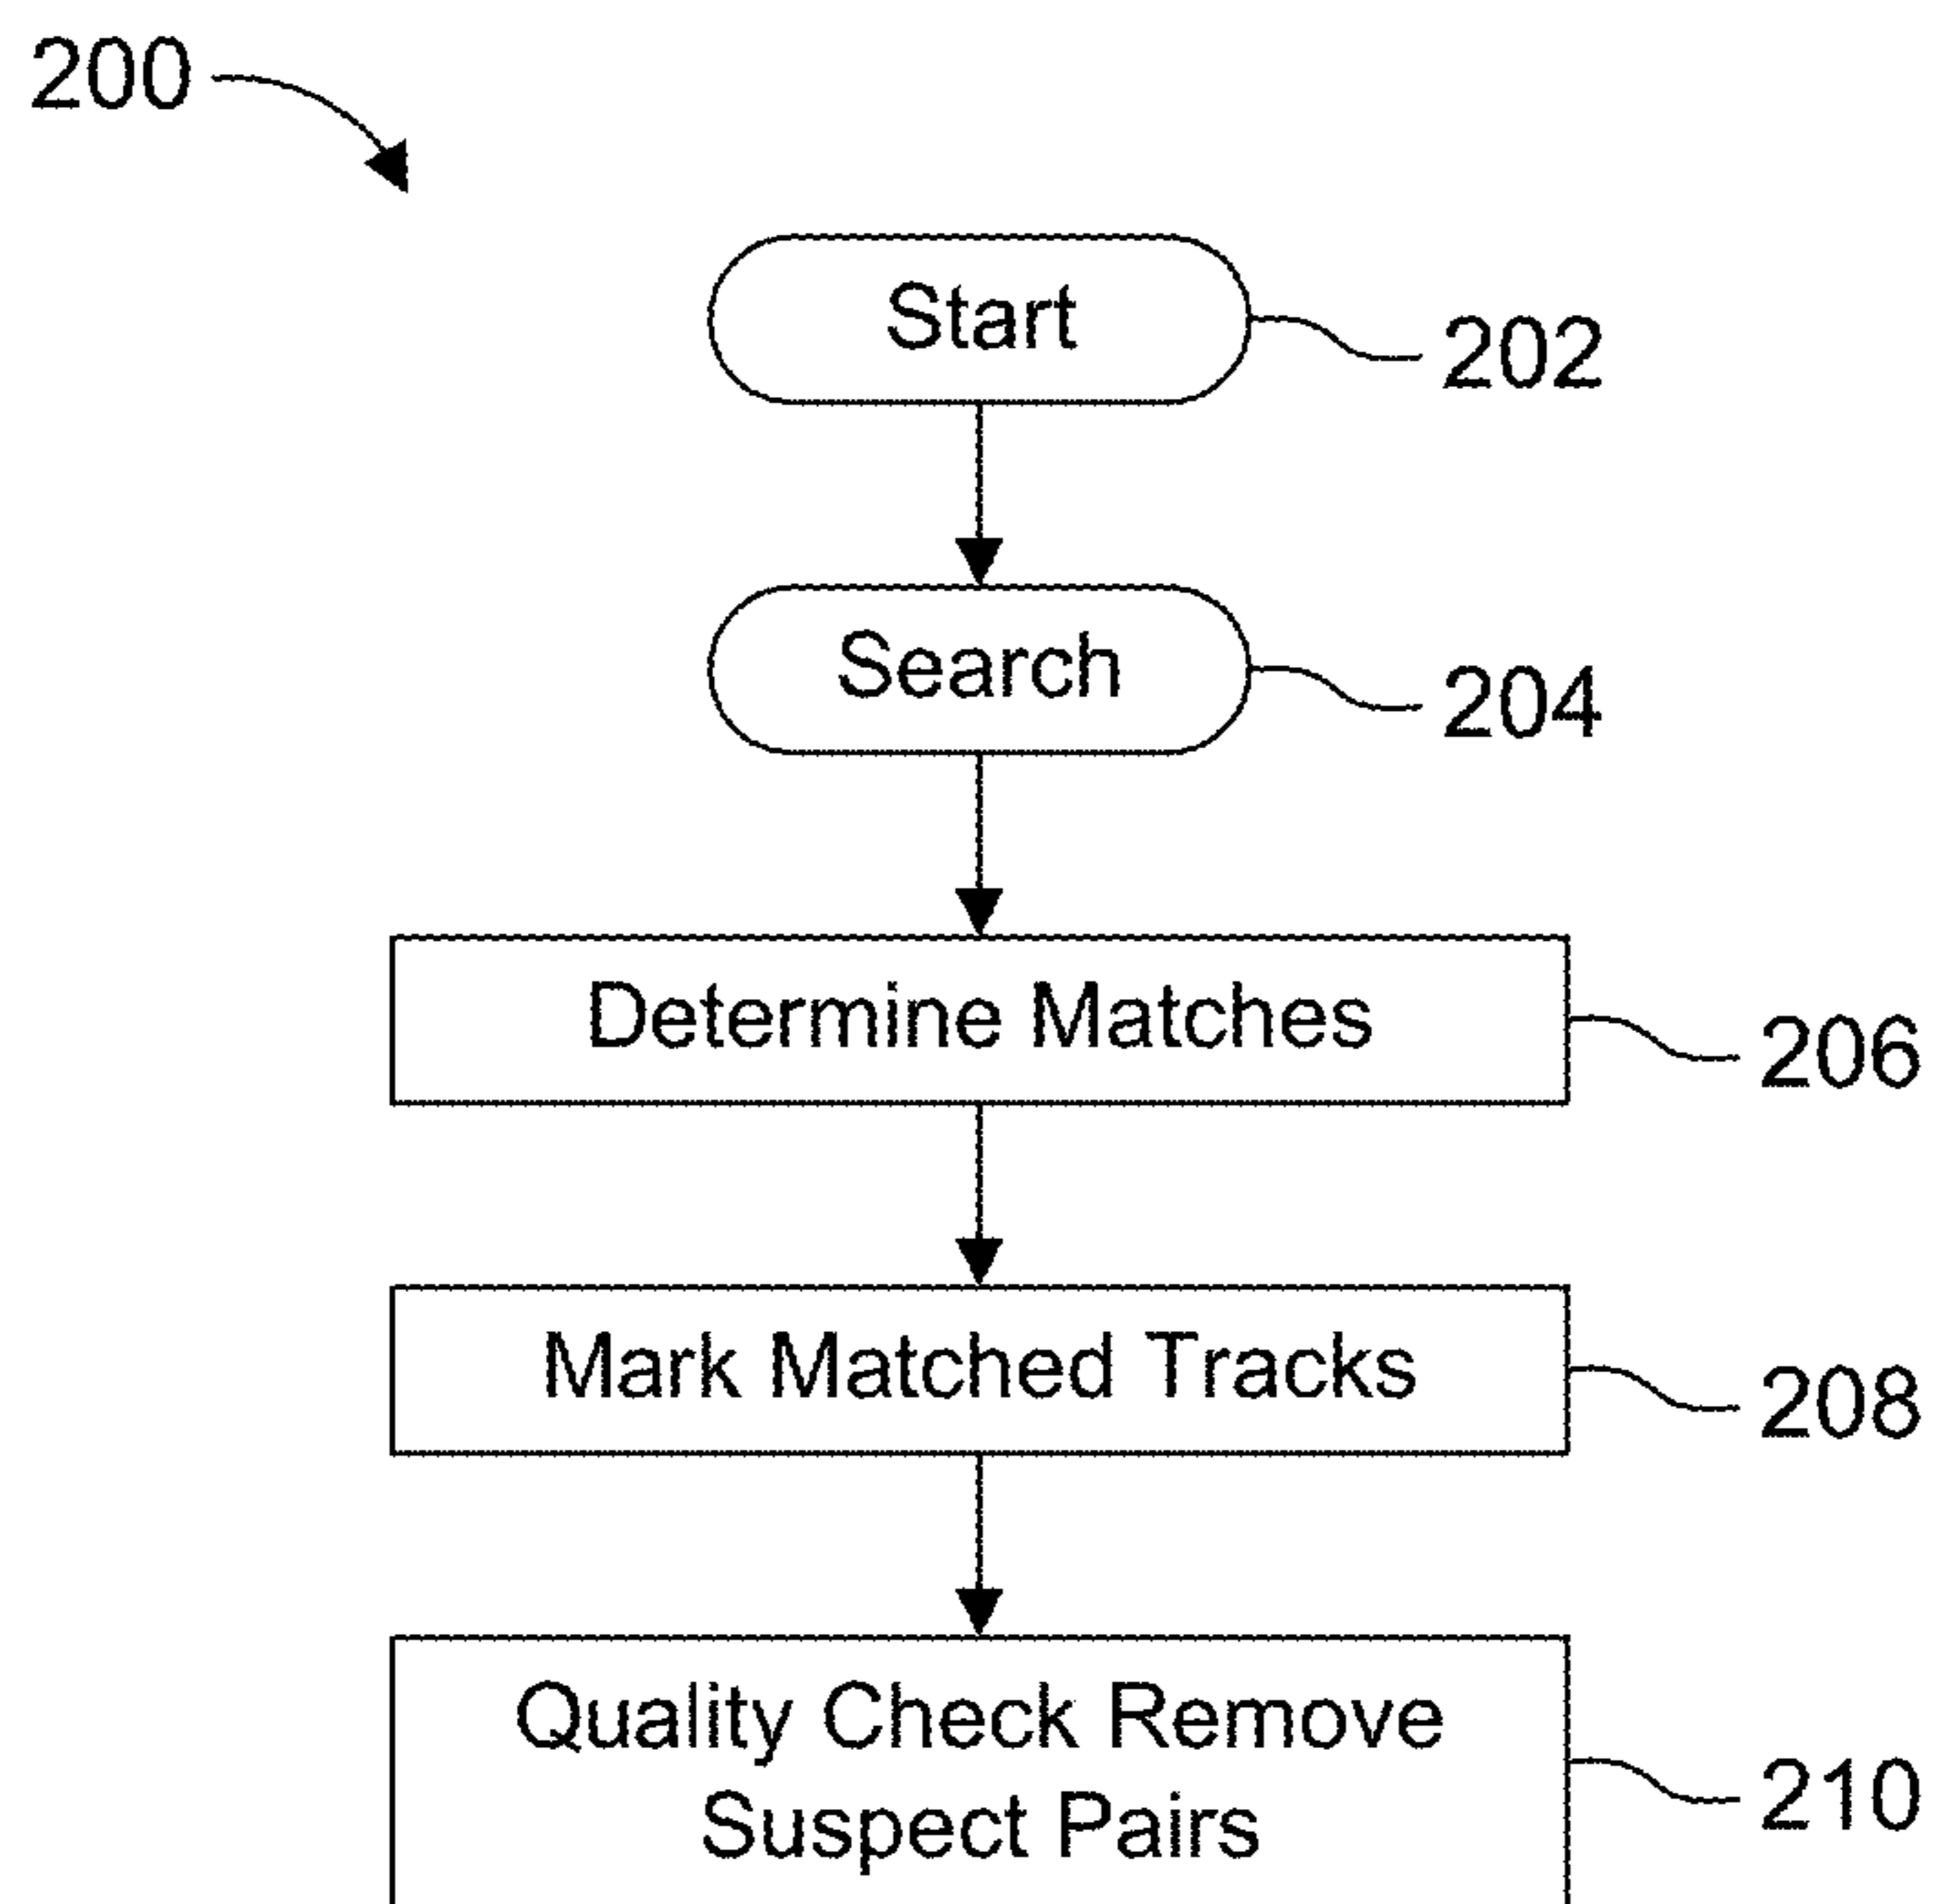 200
Start
202
Search
204
Determine Matches
206
Mark Matched Tracks
208
Quality Check Remove
Suspect Pairs
210